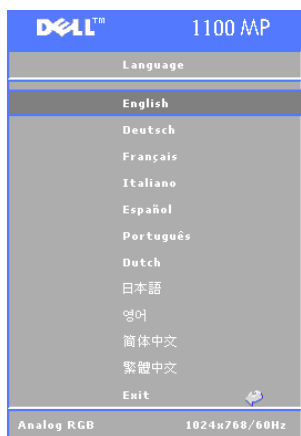 DELL™ 1100 MP
Language
English
Deutsch
Français
Italiano
Español
Português
Dutch
日本語
영어
简体中文
繁體中文
Exit
Analog RGB 1024x768/60Hz